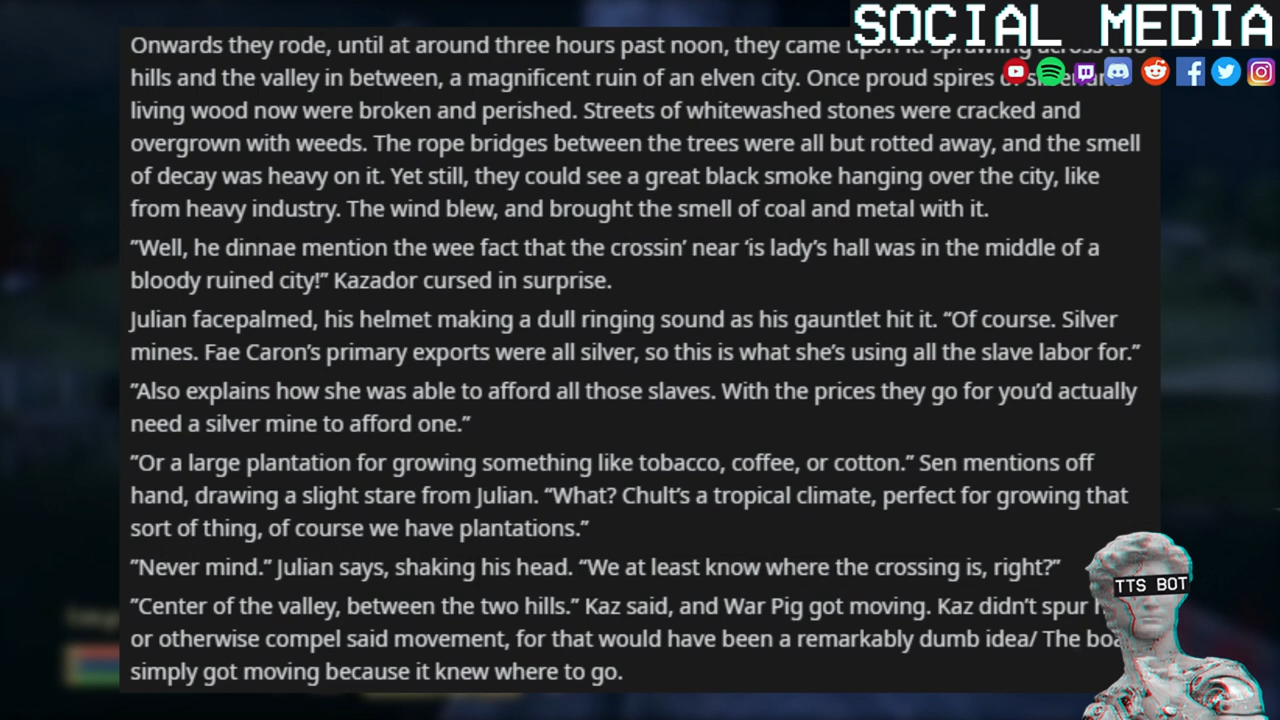 SOCIAL MEDIA
Onwards they rode, until at around three hours past noon, they came upon it. Sprawling across two
hills and the valley in between, a magnificent ruin of an elven city. Once proud spires of silver and
living wood now were broken and perished. Streets of whitewashed stones were cracked and
overgrown with weeds. The rope bridges between the trees were all but rotted away, and the smell
of decay was heavy on it. Yet still, they could see a great black smoke hanging over the city, like
from heavy industry. The wind blew, and brought the smell of coal and metal with it.
”Well, he dinnae mention the wee fact that the crossin’ near ‘is lady’s hall was in the middle of a
bloody ruined city!” Kazador cursed in surprise.
Julian facepalmed, his helmet making a dull ringing sound as his gauntlet hit it. “Of course. Silver
mines. Fae Caron’s primary exports were all silver, so this is what she’s using all the slave labor for.”
”Also explains how she was able to afford all those slaves. With the prices they go for you’d actually
need a silver mine to afford one.”
”Or a large plantation for growing something like tobacco, coffee, or cotton.” Sen mentions off
hand, drawing a slight stare from Julian. “What? Chult’s a tropical climate, perfect for growing that
sort of thing, of course we have plantations.”
”Never mind.” Julian says, shaking his head. “We at least know where the crossing is, right?”
”Center of the valley, between the two hills.” Kaz said, and War Pig got moving. Kaz didn’t spur
or otherwise compel said movement, for that would have been a remarkably dumb idea/ The
simply got moving because it knew where to go.
TTS BOT